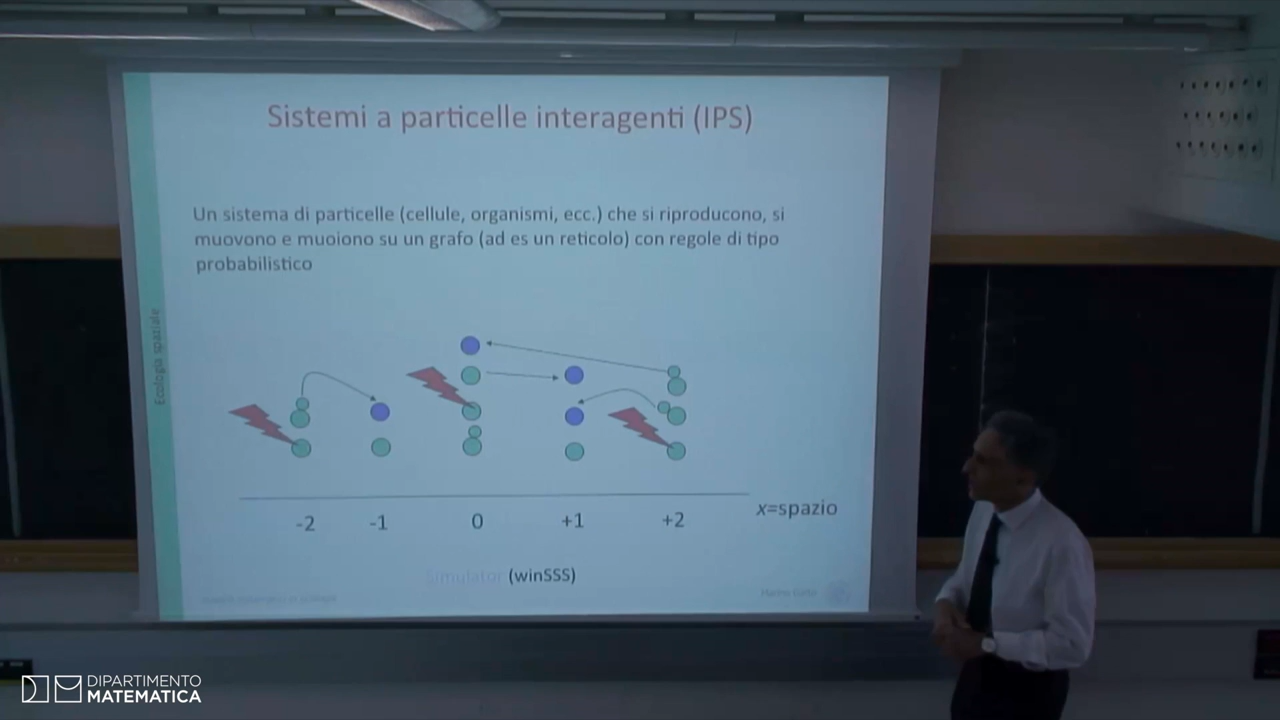 Sistemi a particelle interagenti (IPS)
Un sistema di particelle (cellule, organismi, ecc.) che si riproducono, si
muovono e muoiono su un grafo (ad es un reticolo) con regole di tipo
probabilistico
Ecologia spaziale
-2 -1 0 +1 +2 x=spazio
Simulator (winSSS)
DIPARTIMENTO
MATEMATICA